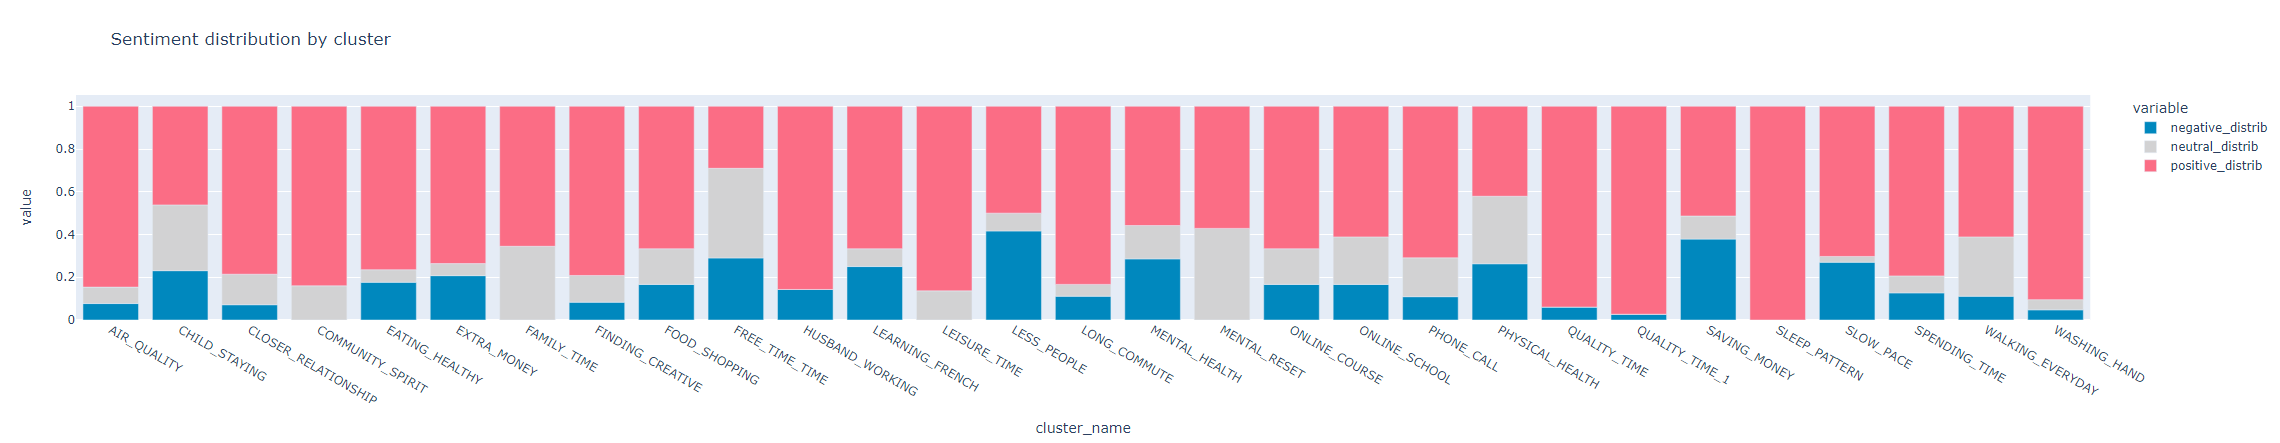 Sentiment distribution by cluster
value
1
0.8
0.6
0.4
0.2
0
AIR_QUALITY
CHILD_STAYING
CLOSER_RELATIONSHIP
COMMUNITY_SPIRIT
EATING_HEALTHY
EXTRA_MONEY
FAMILY_TIME
FINDING_CREATIVE
FOOD_SHOPPING
FREE_TIME_TIME
HUSBAND_WORKING
LEARNING_FRENCH
LEISURE_TIME
LESS_PEOPLE
LONG_COMMUTE
MENTAL_HEALTH
MENTAL_RESET
ONLINE_COURSE
ONLINE_SCHOOL
PHONE_CALL
PHYSICAL_HEALTH
QUALITY_TIME
QUALITY_TIME_1
SAVING_MONEY
SLEEP_PATTERN
SLOW_PACE
SPENDING_TIME
WALKING_EVERYDAY
WASHING_HAND
cluster_name
variable
negative_distrib
neutral_distrib
positive_distrib